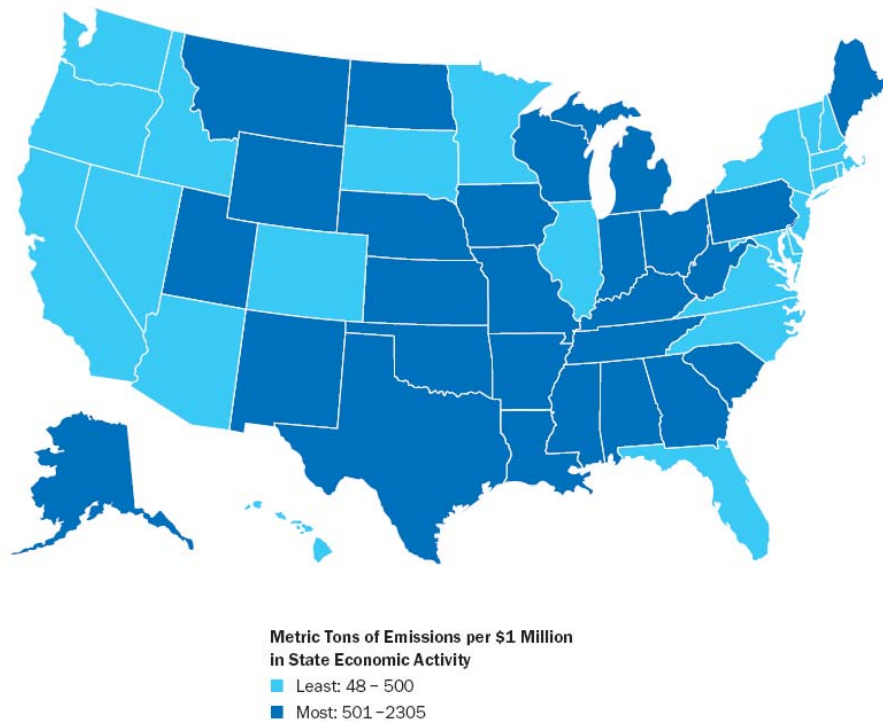 Metric Tons of Emissions per $1 Million
in State Economic Activity
Least: 48 – 500
Most: 501 –2305